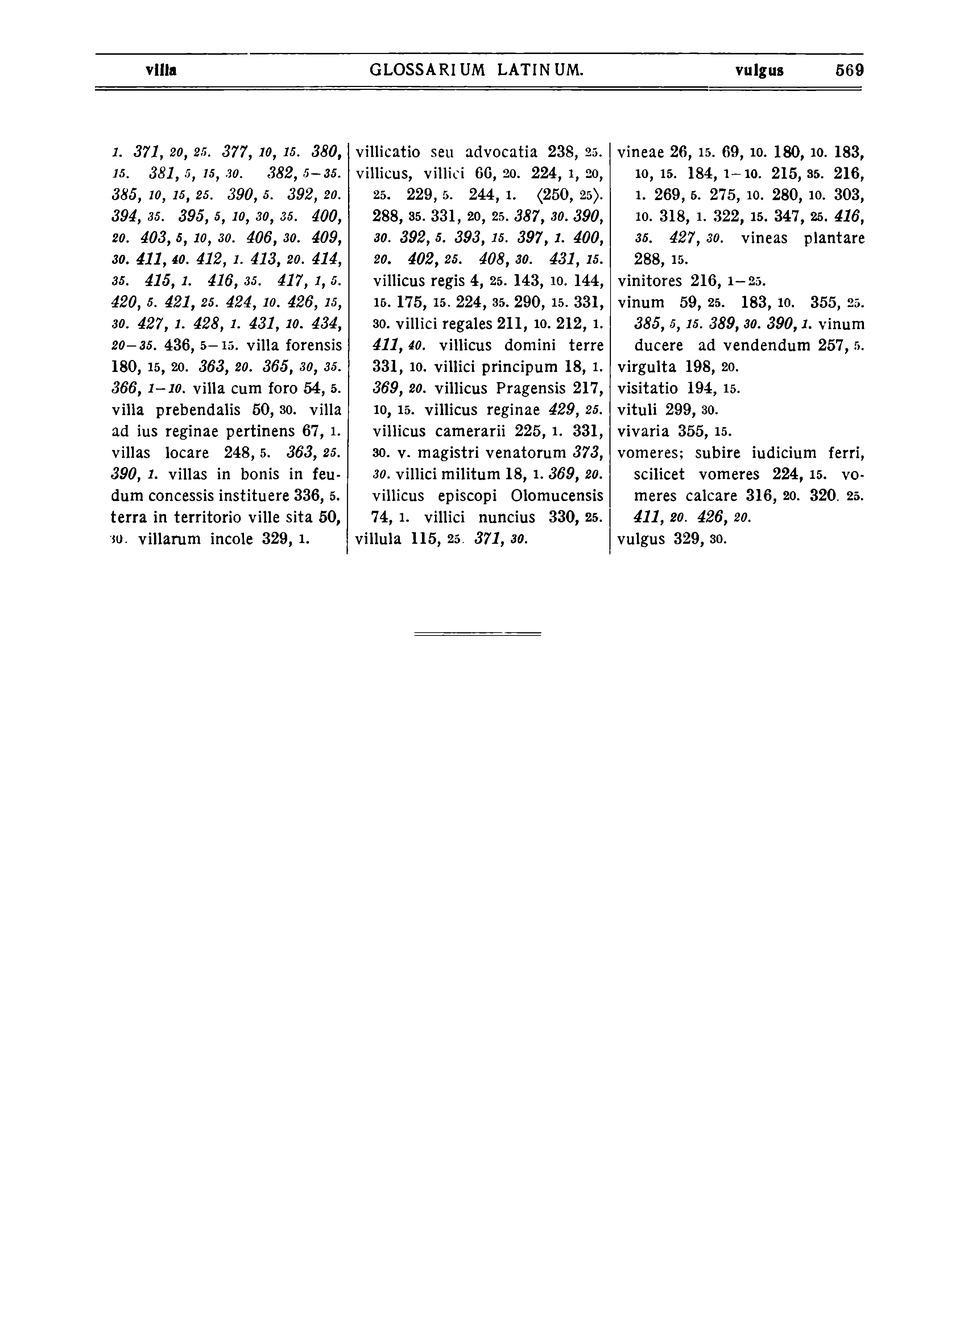 villa GLOSSARIUM LATINUM. vulgus 569
1. 371, 20, 25. 377, 10, 15. 380,
15. 381, 5, 15, 30. 382, 5–35.
385, 10, 15, 25. 390, 5. 392, 20.
394, 35. 395, 5, 10, 30, 35. 400,
20. 403, 5, 10, 30. 406, 30. 409,
30. 411, 40. 412, 1. 413, 20. 414,
35. 415, 1. 416, 35. 417, 1, 5.
420, 5. 421, 25. 424, 10. 426, 15,
30. 427, 1. 428, 1. 431, 10. 434,
20–35. 436, 5–15. villa forensis
180, 15, 20. 363, 20. 365, 30, 35.
366, 1–10. villa cum foro 54, 5.
villa prebendalis 50, 30. villa
ad ius reginae pertinens 67, 1.
villas locare 248, 5. 363, 25.
390, 1. villas in bonis in feu-
dum concessis instituere 336, 5.
terra in territorio ville sita 50,
30. villarum incole 329, 1.
villicatio seu advocatia 238, 25.
villicus, villici 66, 20. 224, 1, 20,
25. 229, 5. 244, 1. ⟨250, 25⟩.
288, 35. 331, 20, 25. 387, 30. 390,
30. 392, 5. 393, 15. 397, 1. 400,
20. 402, 25. 408, 30. 431, 15.
villicus regis 4, 25. 143, 10. 144,
15. 175, 15. 224, 35. 290, 15. 331,
30. villici regales 211, 10. 212, 1.
411, 40. villicus domini terre
331, 10. villici principum 18, 1.
369, 20. villicus Pragensis 217,
10, 15. villicus reginae 429, 25.
villicus camerarii 225, 1. 331,
30. v. magistri venatorum 373,
30. villici militum 18, 1. 369, 20.
villicus episcopi Olomucensis
74, 1. villici nuncius 330, 25.
villula 115, 25. 371, 30.
vineae 26, 15. 69, 10. 180, 10. 183,
10, 15. 184, 1–10. 215, 35. 216,
1. 269, 5. 275, 10. 280, 10. 303,
10. 318, 1. 322, 15. 347, 25. 416,
35. 427, 30. vineas plantare
288, 15.
vinitores 216, 1–25.
vinum 59, 25. 183, 10. 355, 25.
385, 5, 15. 389, 30. 390, 1. vinum
ducere ad vendendum 257, 5.
virgulta 198, 20.
visitatio 194, 15.
vituli 299, 30.
vivaria 355, 15.
vomeres; subire iudicium ferri,
scilicet vomeres 224, 15. vo-
meres calcare 316, 20. 320. 25.
411, 20. 426, 20.
vulgus 329, 30.